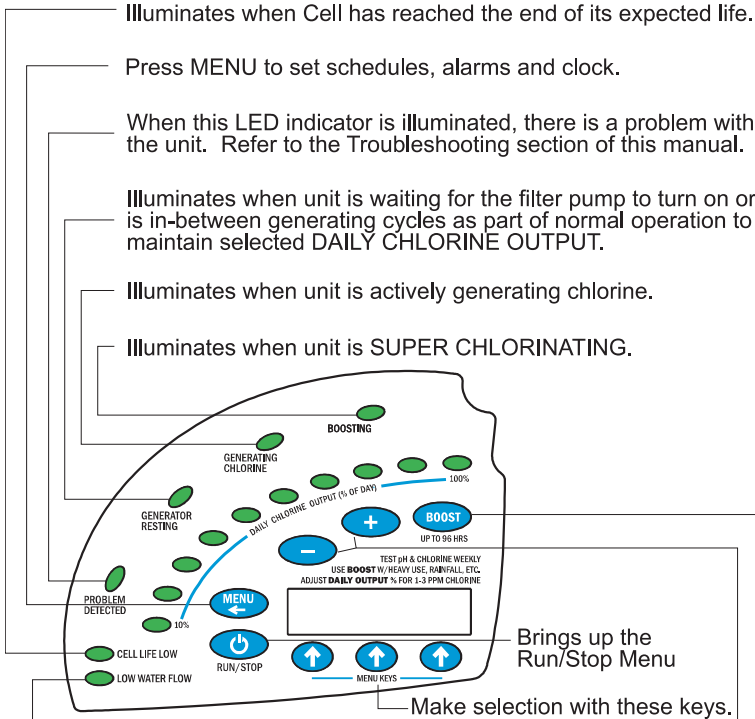 Illuminates when Cell has reached the end of its expected life.
Press MENU to set schedules, alarms and clock.
When this LED indicator is illuminated, there is a problem with
the unit. Refer to the Troubleshooting section of this manual.
Illuminates when unit is waiting for the filter pump to turn on or
is in-between generating cycles as part of normal operation to
maintain selected DAILY CHLORINE OUTPUT.
Illuminates when unit is actively generating chlorine.
Illuminates when unit is SUPER CHLORINATING.
BOOSTING
GENERATING
CHLORINE
100%
GENERATOR
RESTING
DAILY CHLORINE OUTPUT (% OF DAY)
+
BOOST
UP TO 96 HRS
−
TEST pH & CHLORINE WEEKLY
USE BOOST W/HEAVY USE, RAINFALL, ETC.
ADJUST DAILY OUTPUT % FOR 1-3 PPM CHLORINE
PROBLEM
DETECTED
MENU
10%
RUN/STOP
Brings up the
Run/Stop Menu
CELL LIFE LOW
LOW WATER FLOW
MENU KEYS
Make selection with these keys.